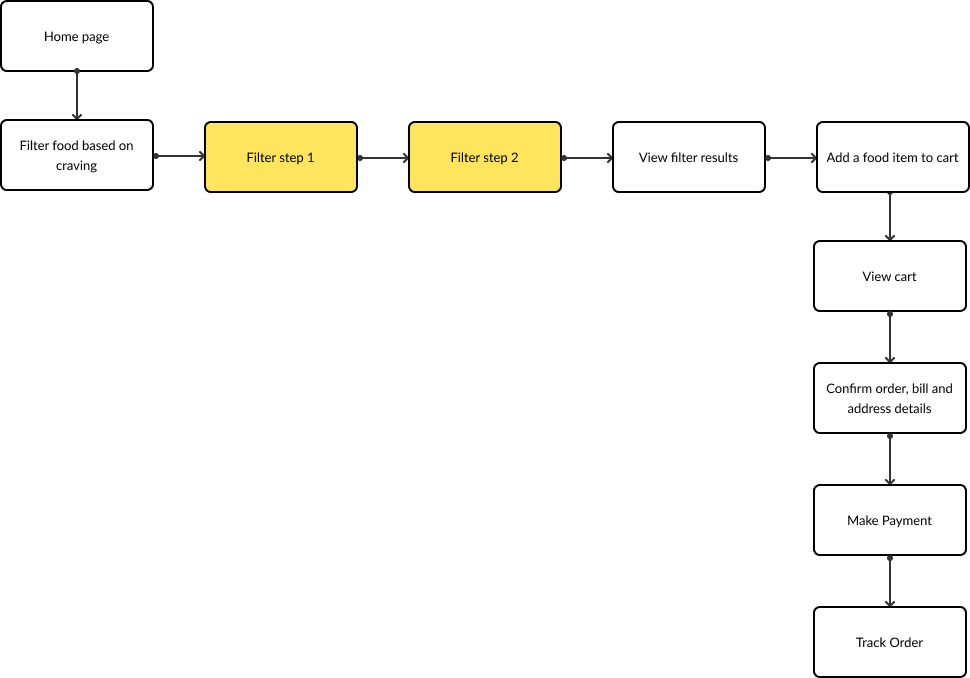 Home page
Filter food based on
craving
Filter step 1
Filter step 2
View filter results
Add a food item to cart
View cart
Confirm order, bill and
address details
Make Payment
Track Order